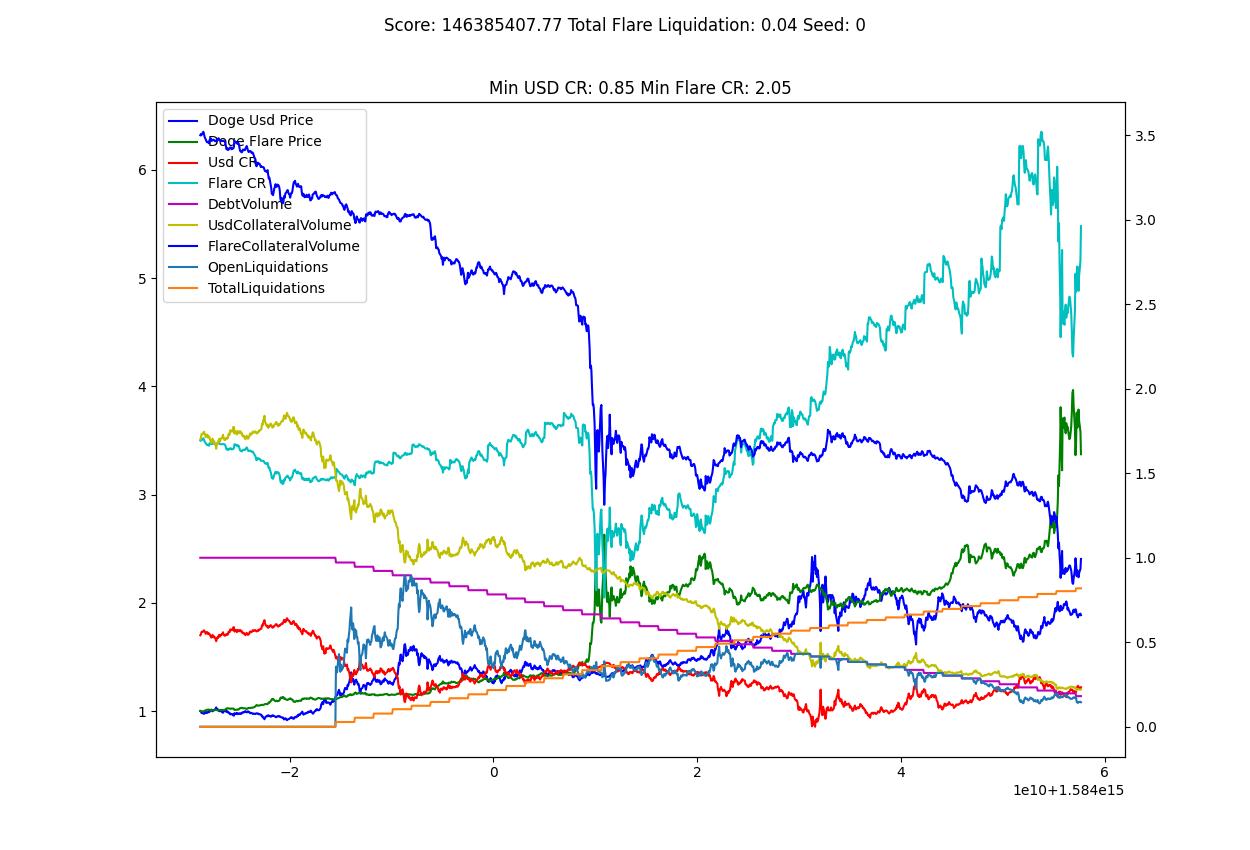 Score: 146385407.77 Total Flare Liquidation: 0.04 Seed: 0
Min USD CR: 0.85 Min Flare CR: 2.05
Doge Usd Price
Doge Flare Price
Usd CR
Flare CR
DebtVolume
UsdCollateralVolume
FlareCollateralVolume
OpenLiquidations
TotalLiquidations
6
5
4
3
2
1
3.5
3.0
2.5
2.0
1.5
1.0
0.5
0.0
−2
0
2
4
6
1e10+1.584e15